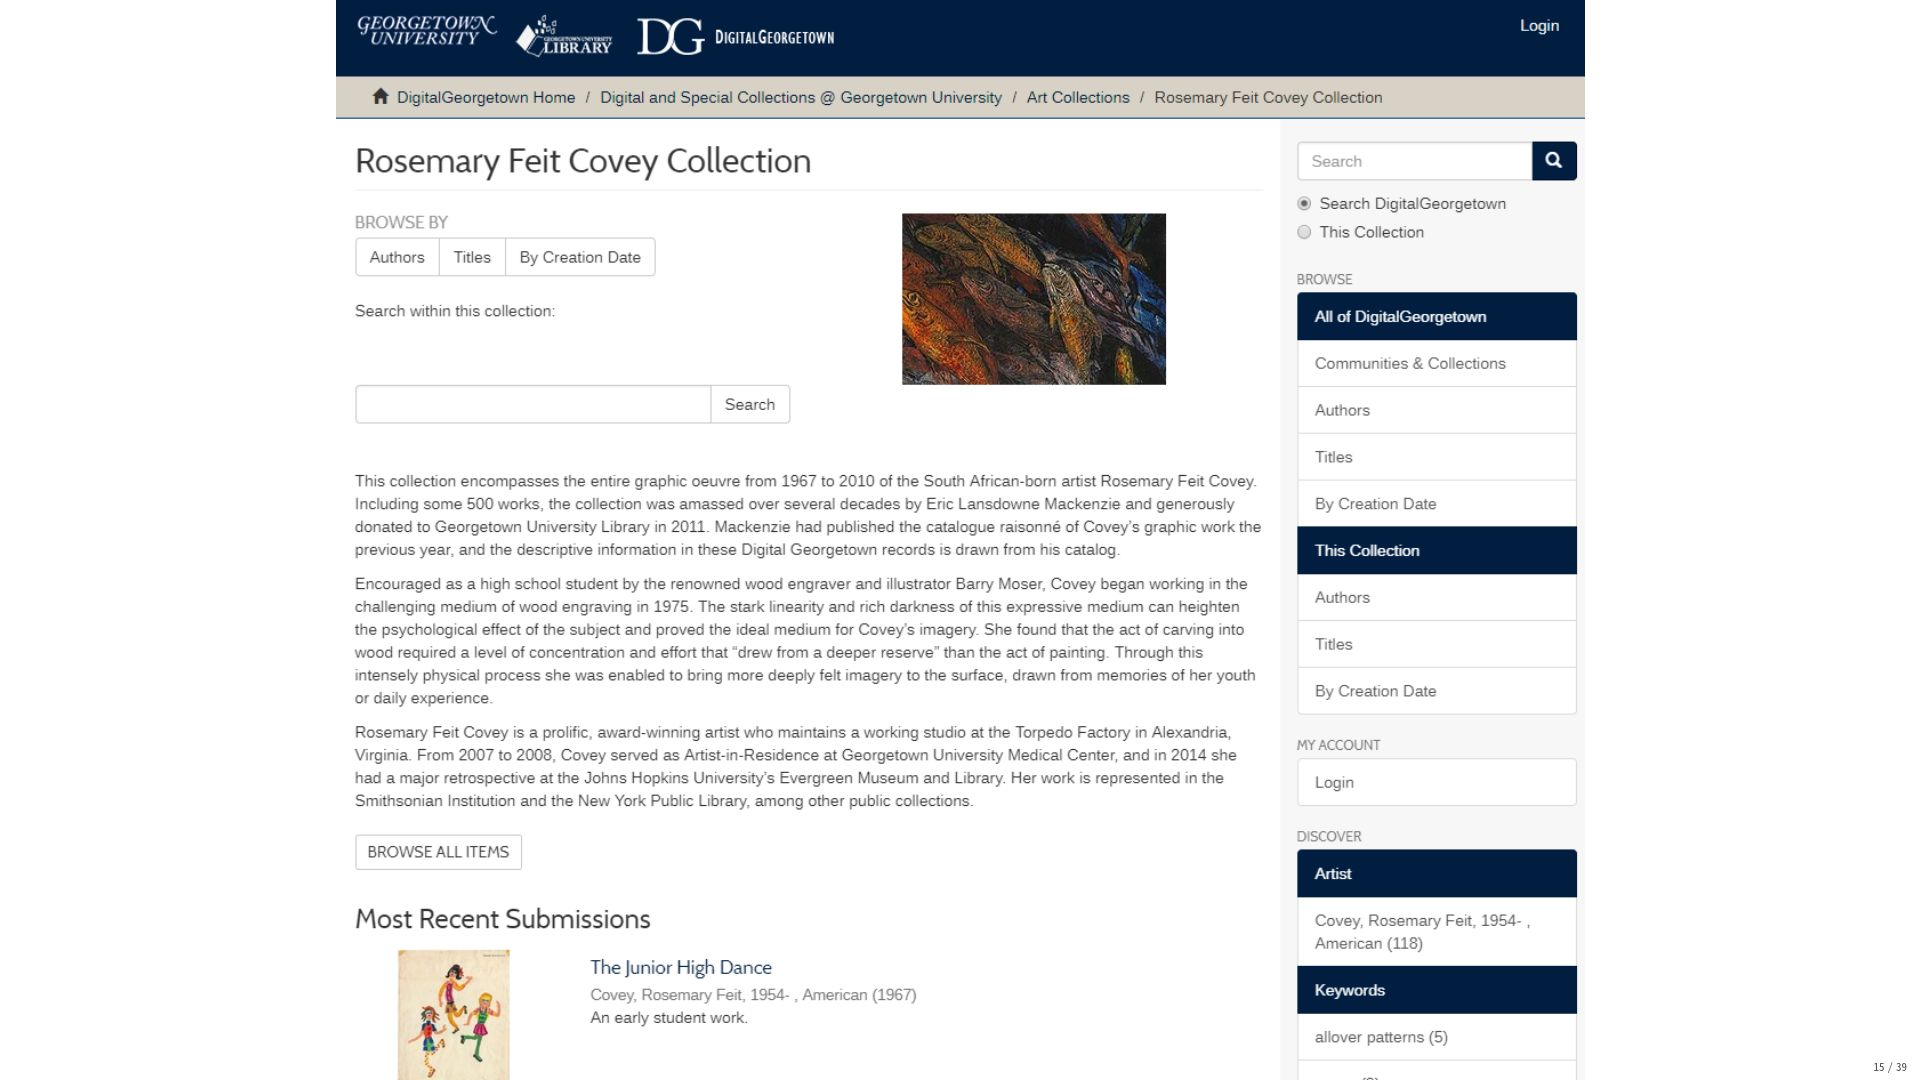 GEORGETOWN
UNIVERSITY
GEORGETOWN UNIVERSITY
LIBRARY
DG DIGITALGEORGETOWN
Login
DigitalGeorgetown Home / Digital and Special Collections @ Georgetown University / Art Collections / Rosemary Feit Covey Collection
Rosemary Feit Covey Collection
BROWSE BY
Authors Titles By Creation Date
Search within this collection:
Search
This collection encompasses the entire graphic oeuvre from 1967 to 2010 of the South African-born artist Rosemary Feit Covey.
Including some 500 works, the collection was amassed over several decades by Eric Lansdowne Mackenzie and generously
donated to Georgetown University Library in 2011. Mackenzie had published the catalogue raisonné of Covey’s graphic work the
previous year, and the descriptive information in these Digital Georgetown records is drawn from his catalog.
Encouraged as a high school student by the renowned wood engraver and illustrator Barry Moser, Covey began working in the
challenging medium of wood engraving in 1975. The stark linearity and rich darkness of this expressive medium can heighten
the psychological effect of the subject and proved the ideal medium for Covey’s imagery. She found that the act of carving into
wood required a level of concentration and effort that “drew from a deeper reserve” than the act of painting. Through this
intensely physical process she was enabled to bring more deeply felt imagery to the surface, drawn from memories of her youth
or daily experience.
Rosemary Feit Covey is a prolific, award-winning artist who maintains a working studio at the Torpedo Factory in Alexandria,
Virginia. From 2007 to 2008, Covey served as Artist-in-Residence at Georgetown University Medical Center, and in 2014 she
had a major retrospective at the Johns Hopkins University’s Evergreen Museum and Library. Her work is represented in the
Smithsonian Institution and the New York Public Library, among other public collections.
BROWSE ALL ITEMS
Most Recent Submissions
The Junior High Dance
Covey, Rosemary Feit, 1954- , American (1967)
An early student work.
Search
Search DigitalGeorgetown
This Collection
BROWSE
All of DigitalGeorgetown
Communities & Collections
Authors
Titles
By Creation Date
This Collection
Authors
Titles
By Creation Date
MY ACCOUNT
Login
DISCOVER
Artist
Covey, Rosemary Feit, 1954- ,
American (118)
Keywords
allover patterns (5)
15 / 39